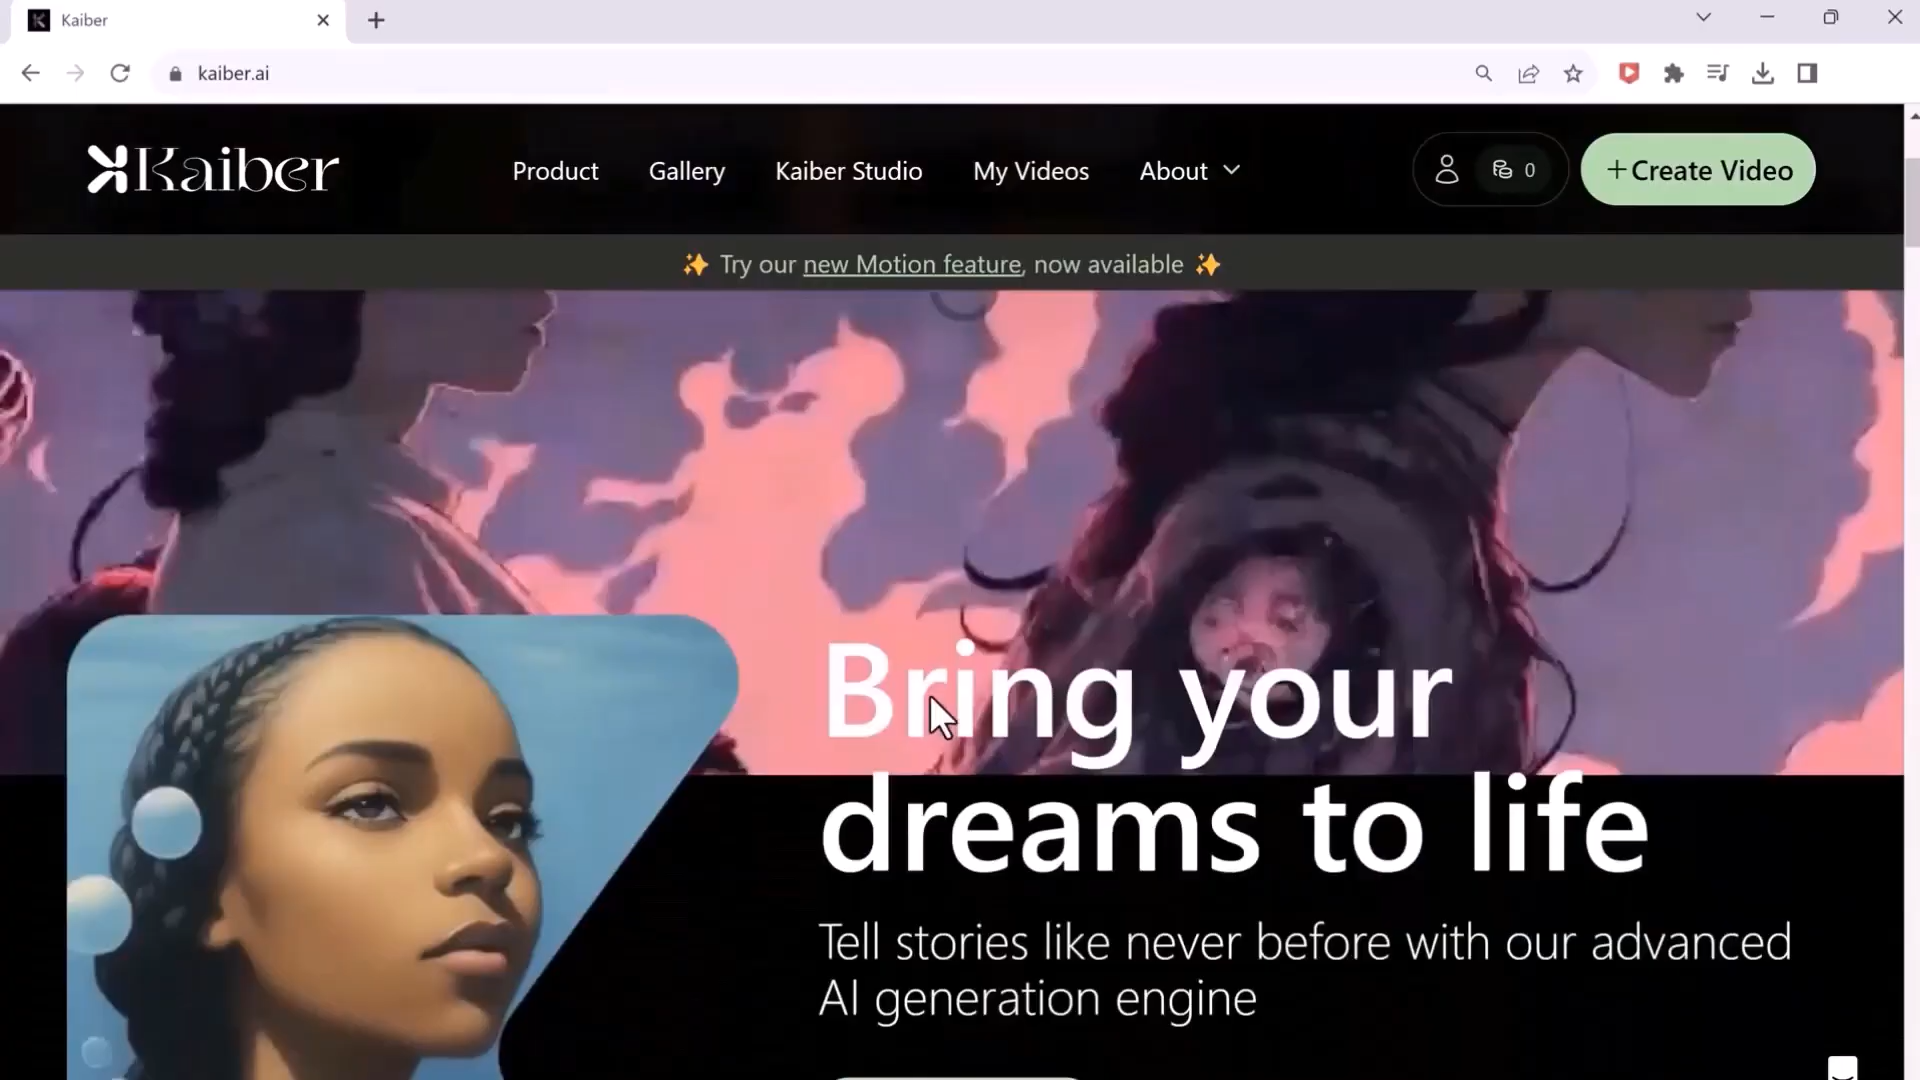 Kaiber
kaiber.ai
Kaiber
Product
Gallery
Kaiber Studio
My Videos
About
0
+Create Video
✨ Try our new Motion feature, now available ✨
Bring your
dreams to life
Tell stories like never before with our advanced
AI generation engine